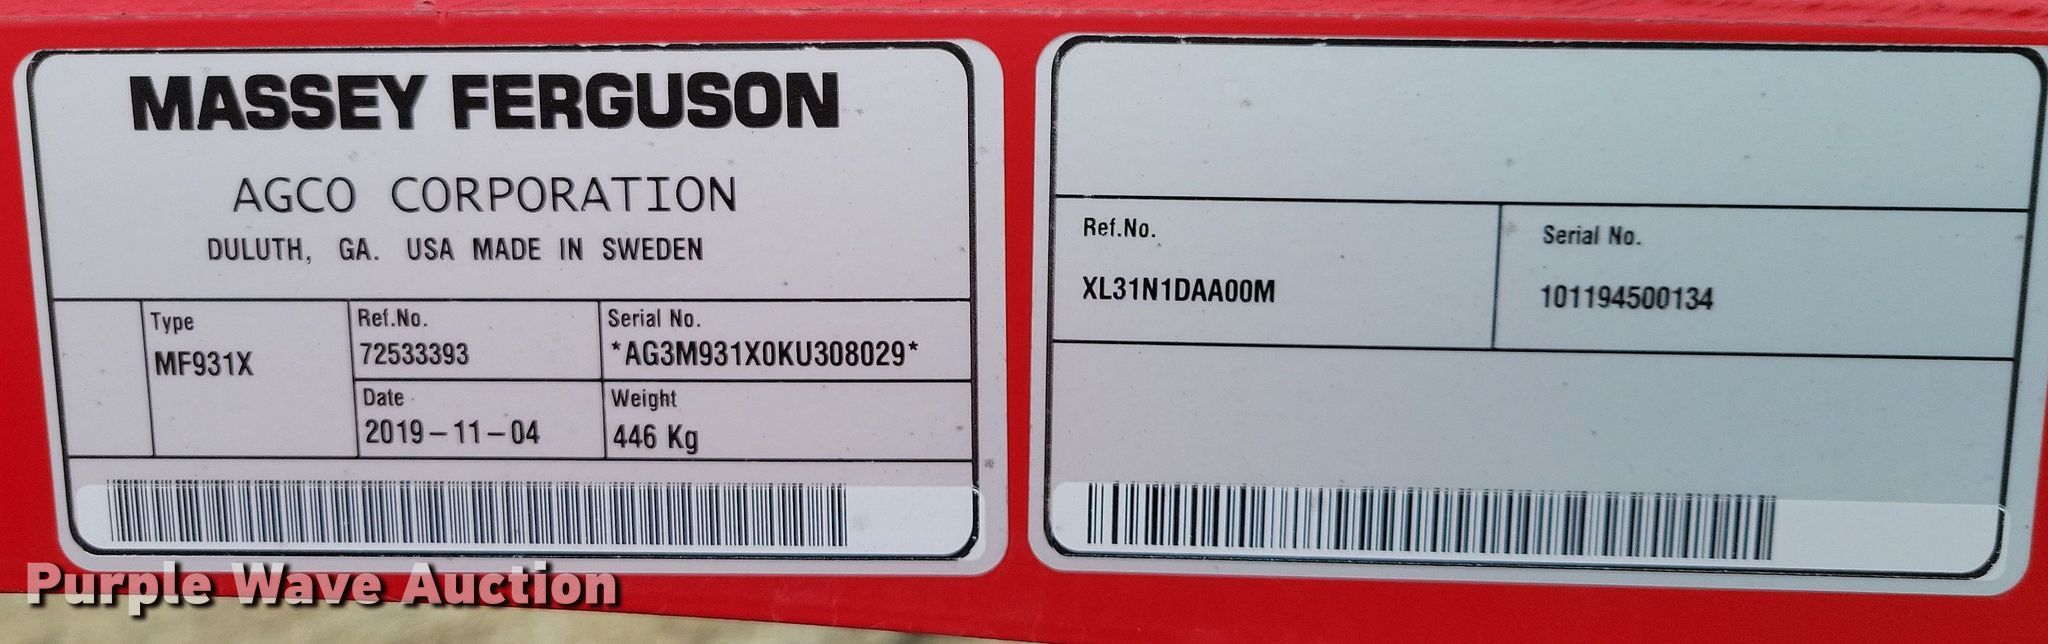 MASSEY FERGUSON
AGCO CORPORATION
DULUTH, GA. USA MADE IN SWEDEN
Type
MF931X
Ref.No.
72533393
Serial No.
*AG3M931X0KU308029*
Date
2019-11-04
Weight
446 Kg
Ref.No.
XL31N1DAA00M
Serial No.
101194500134
Purple Wave Auction